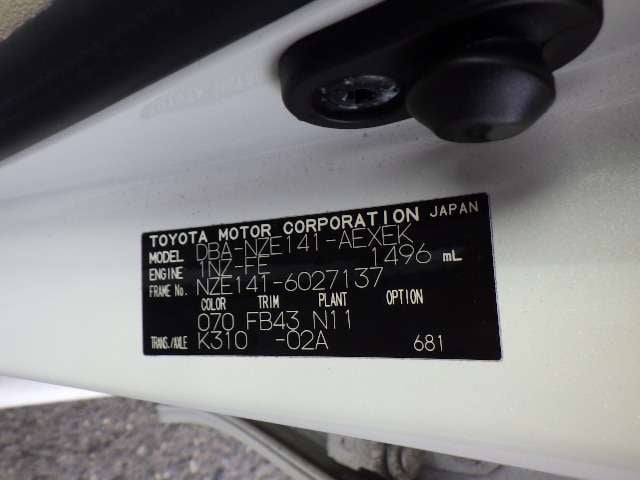 TOYOTA MOTOR CORPORATION JAPAN
MODEL DBA-NZE141-AEXEK
ENGINE 1NZ-FE 1496 mL
FRAME No. NZE141-6027137
COLOR TRIM PLANT OPTION
070 FB43 N11
TRANS./AXLE K310 -02A 681